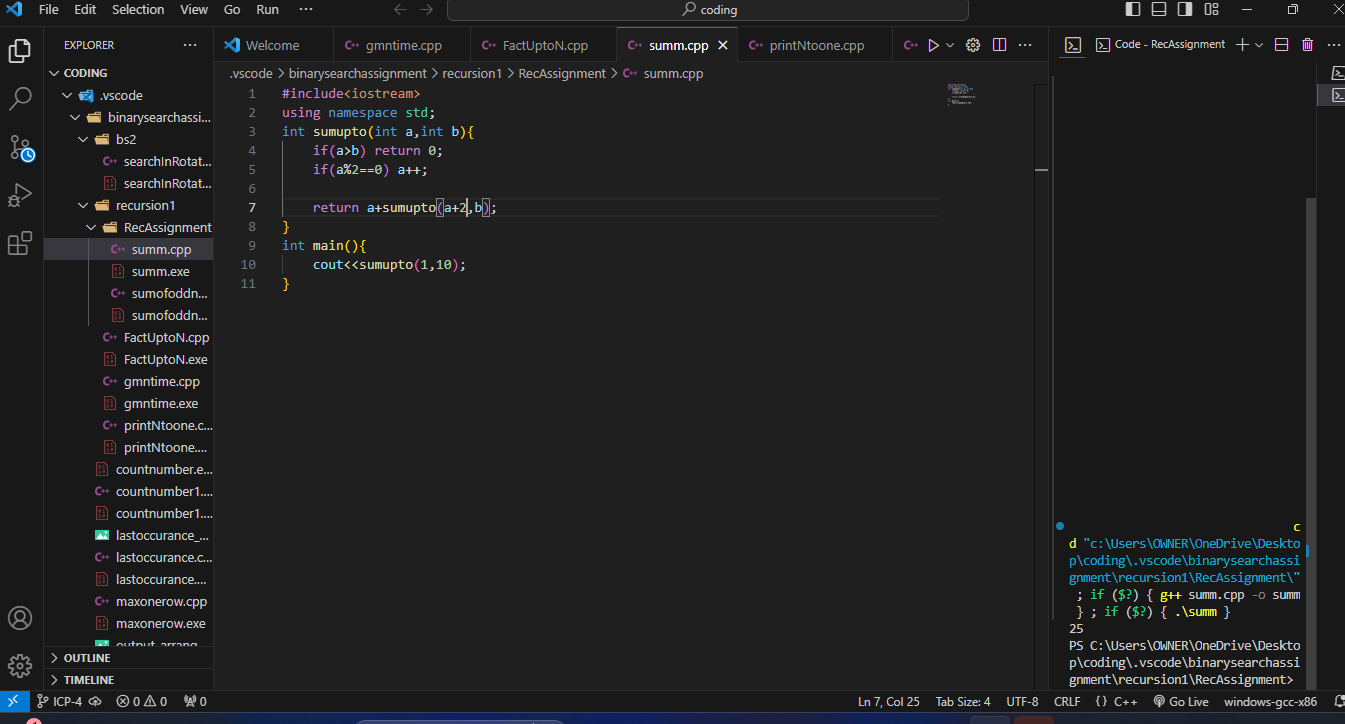 File Edit Selection View Go Run ··· coding
EXPLORER ···
CODING
.vscode
binarysearchassi...
bs2
searchInRotat...
searchInRotat...
recursion1
RecAssignment
summ.cpp
summ.exe
sumofoddn...
sumofoddn...
FactUptoN.cpp
FactUptoN.exe
gmntime.cpp
gmntime.exe
printNtoone.c...
printNtoone....
countnumber.e...
countnumber1....
countnumber1....
lastoccurance_...
lastoccurance.c...
lastoccurance....
maxonerow.cpp
maxonerow.exe
output_arrang...
OUTLINE
TIMELINE
Welcome gmntime.cpp FactUptoN.cpp summ.cpp printNtoone.cpp
.vscode > binarysearchassignment > recursion1 > RecAssignment > summ.cpp
1 #include<iostream>
2 using namespace std;
3 int sumupto(int a,int b){
4 if(a>b) return 0;
5 if(a%2==0) a++;
6
7 return a+sumupto(a+2,b);
8 }
9 int main(){
10 cout<<sumupto(1,10);
11 }
Code - RecAssignment
c
d "c:\Users\OWNER\OneDrive\Deskto
p\coding\.vscode\binarysearchassi
gnment\recursion1\RecAssignment\"
; if ($?) { g++ summ.cpp -o summ
} ; if ($?) { .\summ }
25
PS C:\Users\OWNER\OneDrive\Deskto
p\coding\.vscode\binarysearchassi
gnment\recursion1\RecAssignment>
ICP-4 0 0 0 Ln 7, Col 25 Tab Size: 4 UTF-8 CRLF {} C++ Go Live windows-gcc-x86